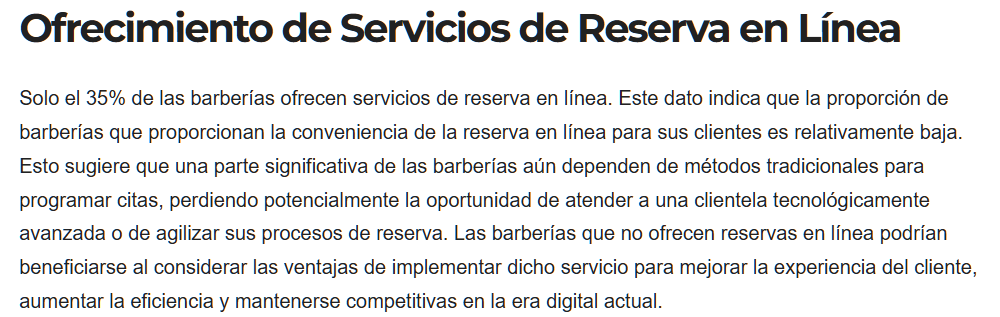 Ofrecimiento de Servicios de Reserva en Línea
Solo el 35% de las barberías ofrecen servicios de reserva en línea. Este dato indica que la proporción de
barberías que proporcionan la conveniencia de la reserva en línea para sus clientes es relativamente baja.
Esto sugiere que una parte significativa de las barberías aún dependen de métodos tradicionales para
programar citas, perdiendo potencialmente la oportunidad de atender a una clientela tecnológicamente
avanzada o de agilizar sus procesos de reserva. Las barberías que no ofrecen reservas en línea podrían
beneficiarse al considerar las ventajas de implementar dicho servicio para mejorar la experiencia del cliente,
aumentar la eficiencia y mantenerse competitivas en la era digital actual.